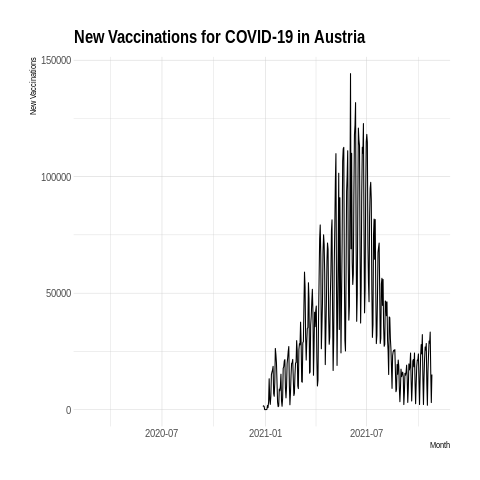 New Vaccinations for COVID-19 in Austria
New Vaccinations
150000
100000
50000
0
2020-07
2021-01
2021-07
Month